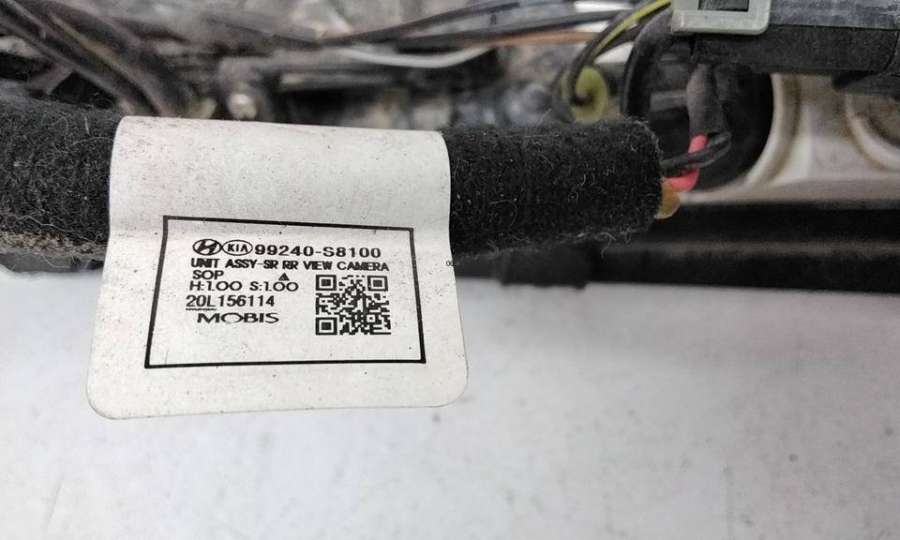 KIA 99240-S8100
UNIT ASSY-SR RR VIEW CAMERA
SOP
H:1.00 S:1.00
20L156114
MOBIS